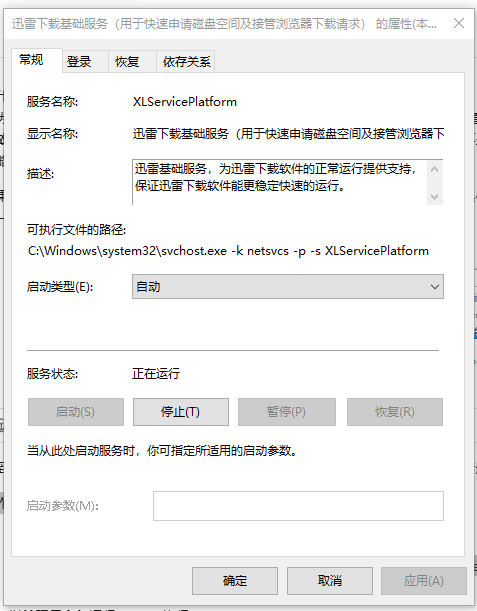 迅雷下载基础服务（用于快速申请磁盘空间及接管浏览器下载请求） 的属性(本...
常规
登录
恢复
依存关系
服务名称:
XLServicePlatform
显示名称:
迅雷下载基础服务（用于快速申请磁盘空间及接管浏览器下
描述:
迅雷基础服务，为迅雷下载软件的正常运行提供支持，
保证迅雷下载软件能更稳定快速的运行。
可执行文件的路径:
C:\Windows\system32\svchost.exe -k netsvcs -p -s XLServicePlatform
启动类型(E):
自动
服务状态:
正在运行
启动(S)
停止(T)
暂停(P)
恢复(R)
当从此处启动服务时，你可指定所适用的启动参数。
启动参数(M):
确定
取消
应用(A)